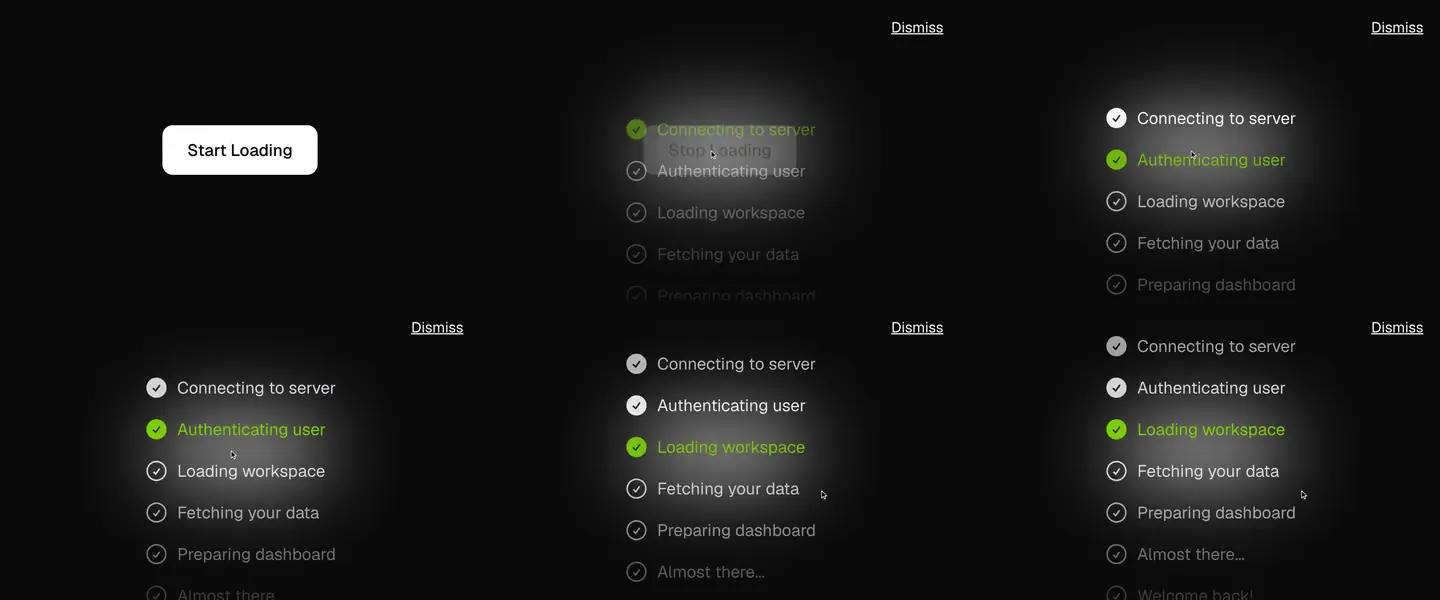 Start Loading
Dismiss
Connecting to server
Stop Loading
Authenticating user
Loading workspace
Fetching your data
Preparing dashboard
Dismiss
Connecting to server
Authenticating user
Loading workspace
Fetching your data
Preparing dashboard
Dismiss
Connecting to server
Authenticating user
Loading workspace
Fetching your data
Preparing dashboard
Almost there
Dismiss
Connecting to server
Authenticating user
Loading workspace
Fetching your data
Preparing dashboard
Almost there...
Dismiss
Connecting to server
Authenticating user
Loading workspace
Fetching your data
Preparing dashboard
Almost there...
Welcome back!